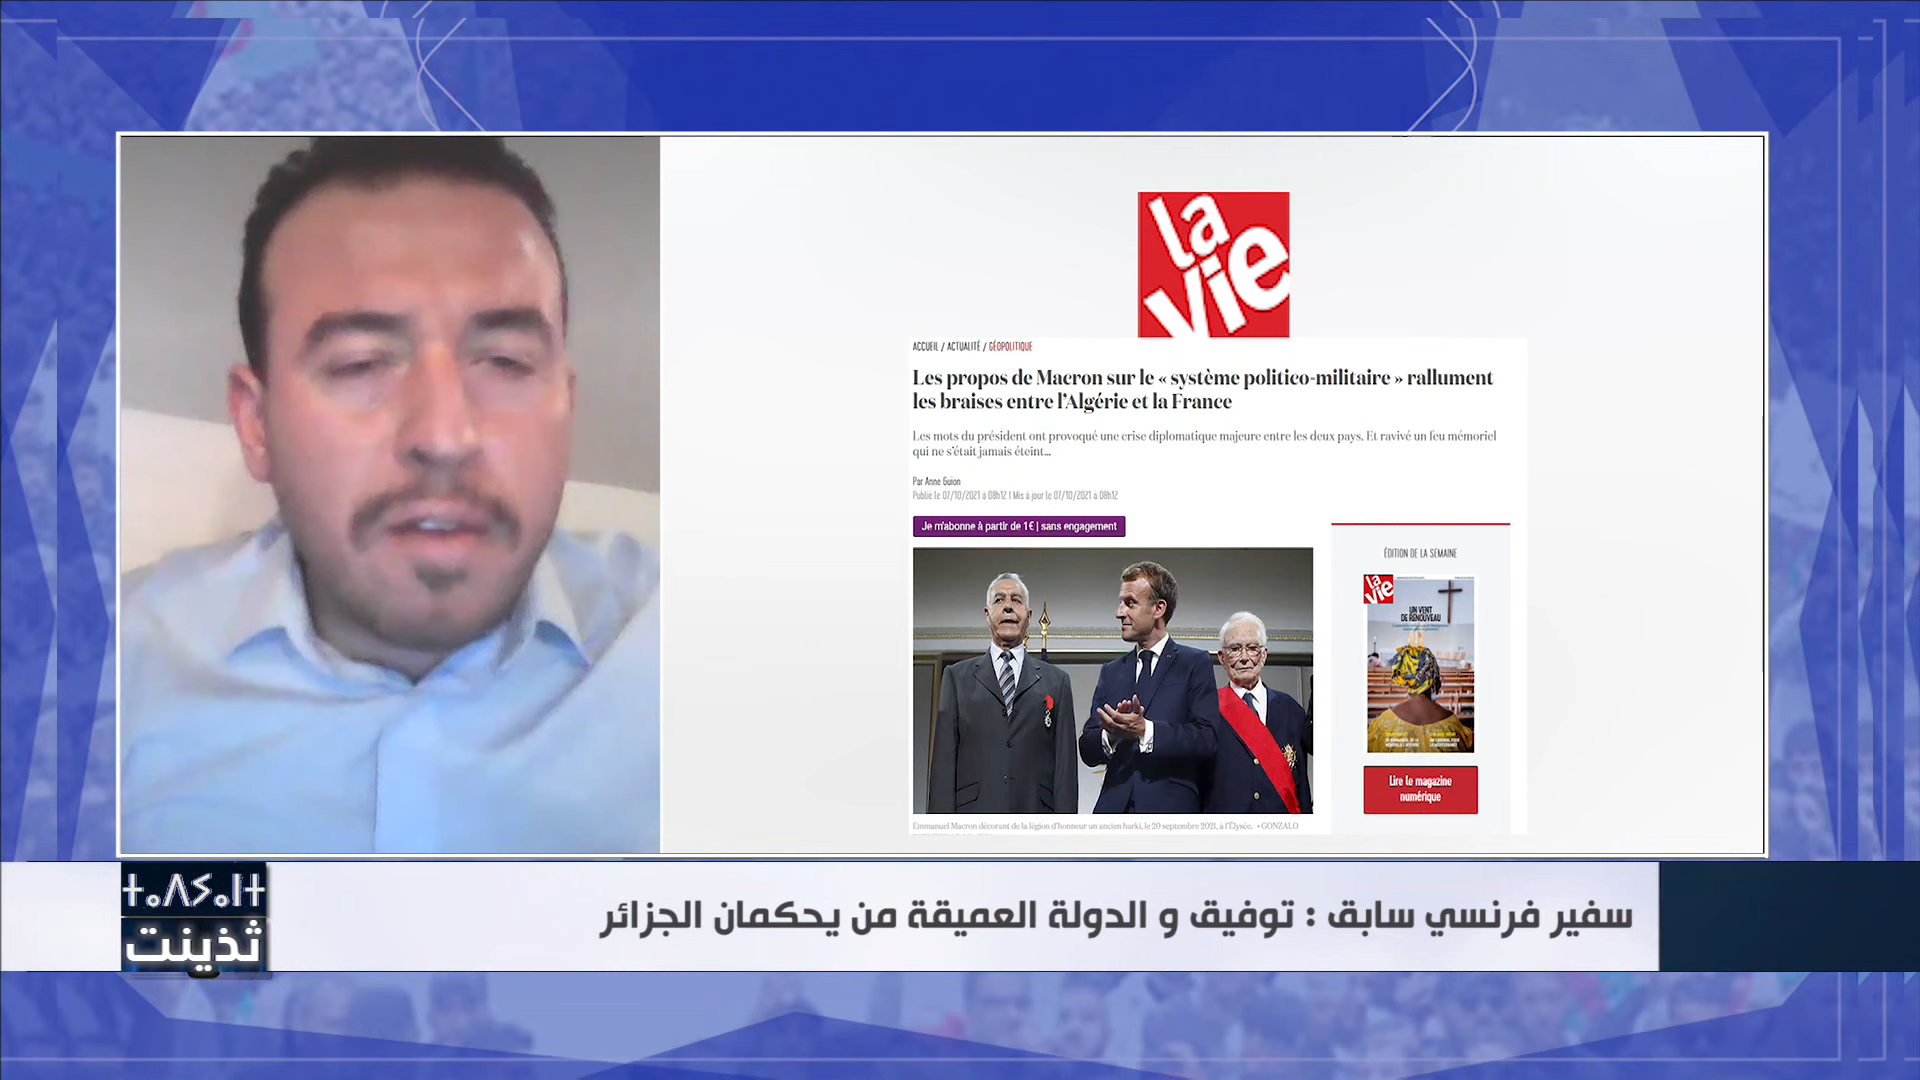 la
vie
ACCUEIL / ACTUALITÉ / GÉOPOLITIQUE
Les propos de Macron sur le « système politico-militaire » rallument
les braises entre l'Algérie et la France
Les mots du président ont provoqué une crise diplomatique majeure entre les deux pays. Et ravivé un feu mémoriel
qui ne s'était jamais éteint...
Par Anne Guion
Publié le 07/10/2021 à 08h12 I Mis à jour le 07/10/2021 à 08h12
Je m'abonne à partir de 1€ | sans engagement
ÉDITION DE LA SEMAINE
la
vie
UN VENT
DE RENOUVEAU
Lire le magazine
numérique
Emmanuel Macron décorant de la légion d'honneur un ancien harki, le 20 septembre 2021, à l'Élysée. • GONZALO
ⵜⴰⴷⵢⴰⵏⵜ
ثذينت
سفير فرنسي سابق : توفيق و الدولة العميقة من يحكمان الجزائر